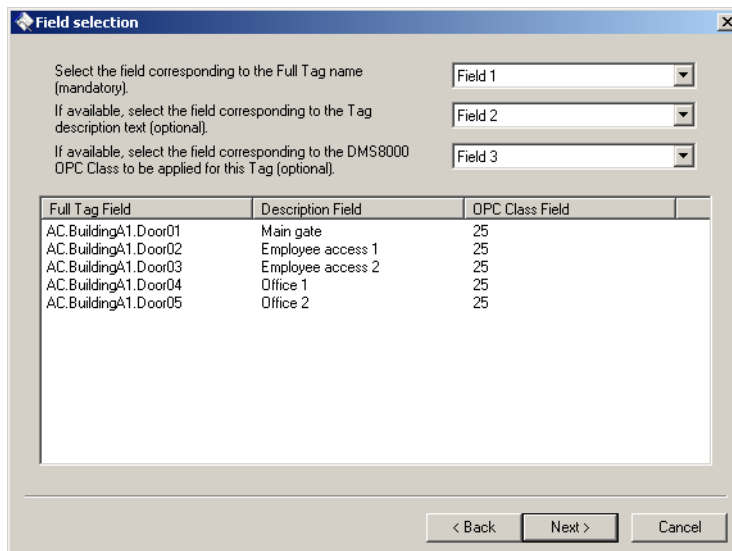 Field selection
Select the field corresponding to the Full Tag name
(mandatory).
Field 1
If available, select the field corresponding to the Tag
description text (optional).
Field 2
If available, select the field corresponding to the DMS8000
OPC Class to be applied for this Tag (optional).
Field 3
Full Tag Field Description Field OPC Class Field
AC.BuildingA1.Door01 Main gate 25
AC.BuildingA1.Door02 Employee access 1 25
AC.BuildingA1.Door03 Employee access 2 25
AC.BuildingA1.Door04 Office 1 25
AC.BuildingA1.Door05 Office 2 25
< Back Next > Cancel